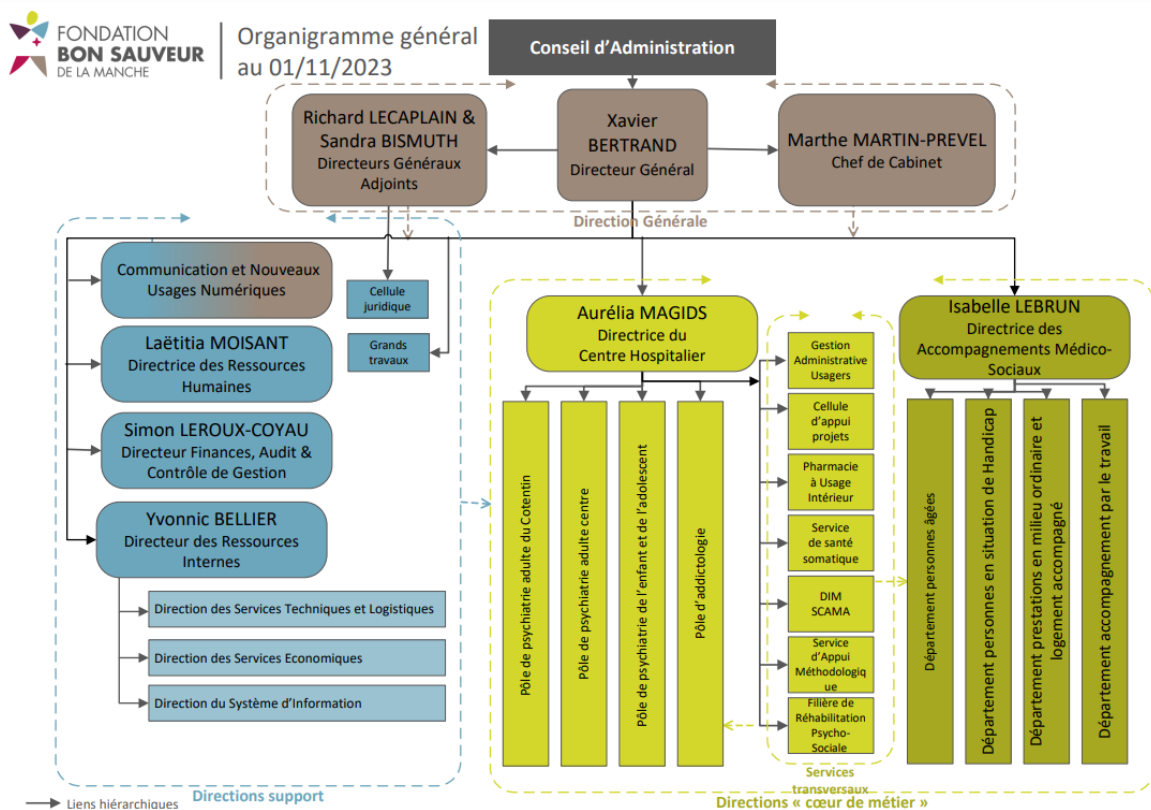 FONDATION
BON SAUVEUR
DE LA MANCHE
Organigramme général
au 01/11/2023
Conseil d'Administration
Richard LECAPLAIN &
Sandra BISMUTH
Directeurs Généraux
Adjoints
Xavier
BERTRAND
Directeur Général
Marthe MARTIN-PREVEL
Chef de Cabinet
Direction Générale
Communication et Nouveaux
Usages Numériques
Cellule
juridique
Grands
travaux
Laëtitia MOISANT
Directrice des Ressources
Humaines
Simon LEROUX-COYAU
Directeur Finances, Audit &
Contrôle de Gestion
Yvonnic BELLIER
Directeur des Ressources
Internes
Direction des Services Techniques et Logistiques
Direction des Services Economiques
Direction du Système d'Information
Directions support
Aurélia MAGIDS
Directrice du
Centre Hospitalier
Pôle de psychiatrie adulte du Cotentin
Pôle de psychiatrie adulte centre
Pôle de psychiatrie de l'enfant et de l'adolescent
Pôle d'addictologie
Gestion
Administrative
Usagers
Cellule
d'appui
projets
Pharmacie
à Usage
Intérieur
Service
de santé
somatique
DIM
SCAMA
Service
d'Appui
Méthodologiq
ue
Filière de
Réhabilitation
Psycho-
Sociale
Services
transversaux
Isabelle LEBRUN
Directrice des
Accompagnements Médico-
Sociaux
Département personnes âgées
Département personnes en situation de Handicap
Département prestations en milieu ordinaire et
logement accompagné
Département accompagnement par le travail
Directions « cœur de métier »
Liens hiérarchiques